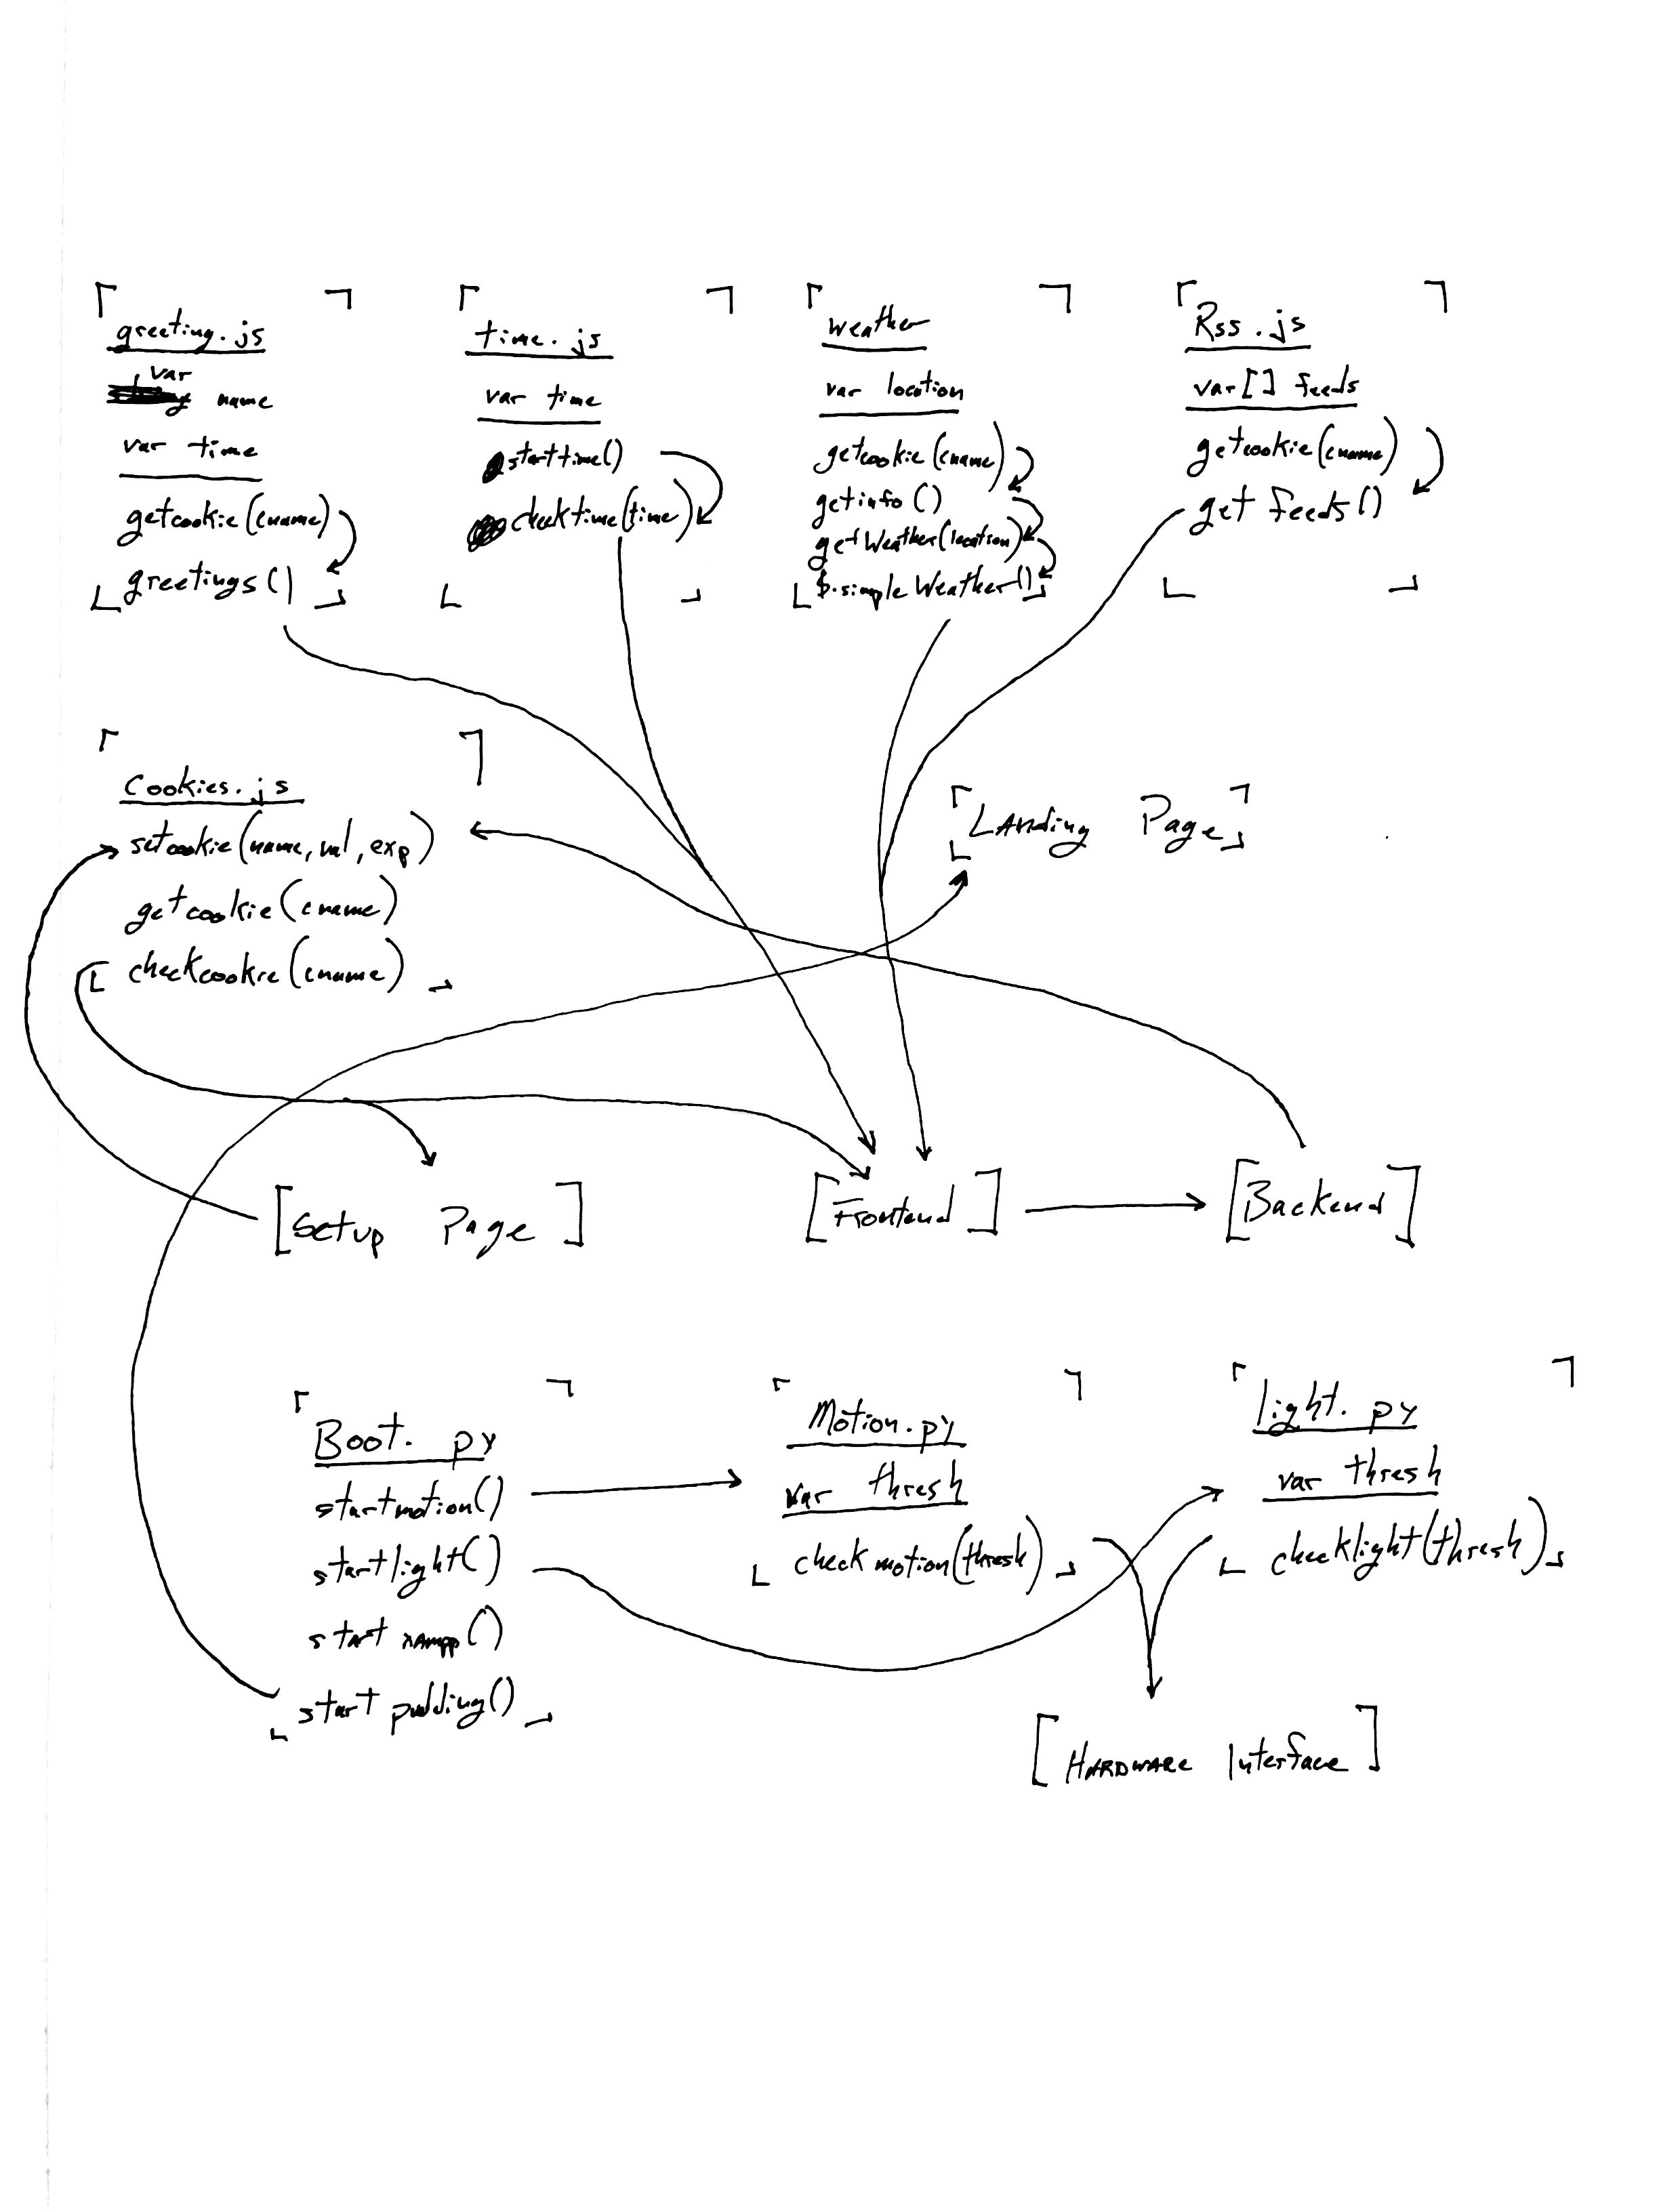 greeting.js
var
name
var time
getcookie(cname)
greetings()
time.js
var time
starttime()
checktime(time)
weather
var location
getcookie(cname)
getinfo()
getWeather(location)
$.simpleWeather()
Rss.js
var[] feeds
getcookie(cname)
get feeds()
Cookies.js
setcookie(name, val, exp)
getcookie(cname)
checkcookie(cname)
[Landing Page]
[Setup Page]
[Frontend]
[Backend]
Boot.py
startmotion()
startlight()
start xampp()
start pudding()
Motion.py
var thresh
checkmotion(thresh)
light.py
var thresh
checklight(thresh)
[Hardware Interface]